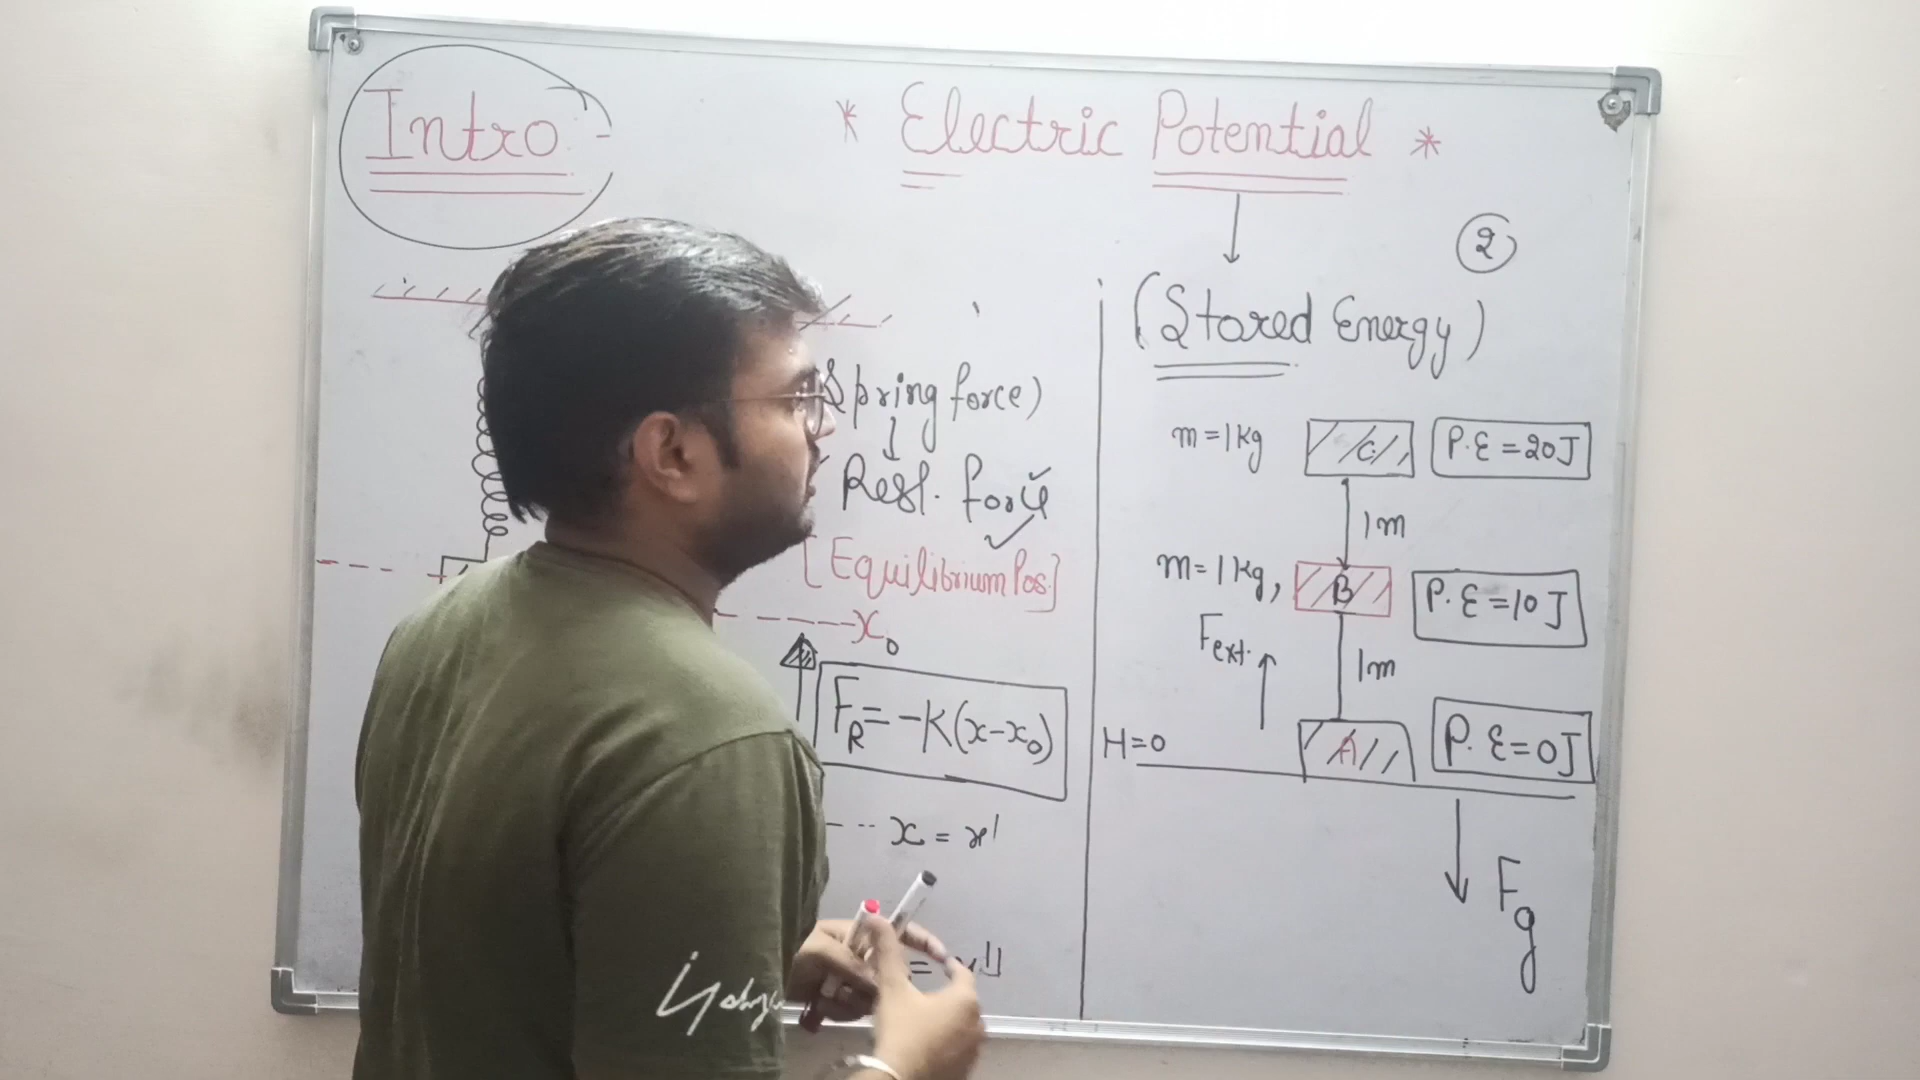 Intro
* Electric Potential *
2
(Stored Energy)
Spring force)
Rest. force
[Equilibrium Pos.]
x₀
F_R = -K(x-x₀)
x = x'
= x''
m=1kg
C
P.E=20J
1m
m=1kg,
B
P.E=10J
Fext.
1m
H=0
A
P.E=0J
Fg